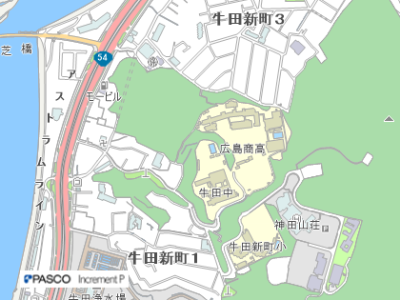 牛田新町3
芝橋
54
モービル
アストラムライン
広島商高
牛田中
神田山荘
牛田新町小
牛田新町1
牛田浄水場
PASCO Increment P